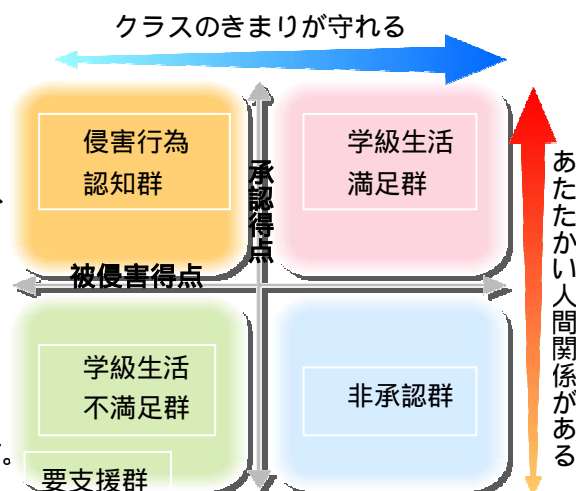 クラスのきまりが守れる
侵害行為
認知群
学級生活
満足群
承認得点
被侵害得点
あたたかい人間関係がある
学級生活
不満足群
非承認群
。
要支援群